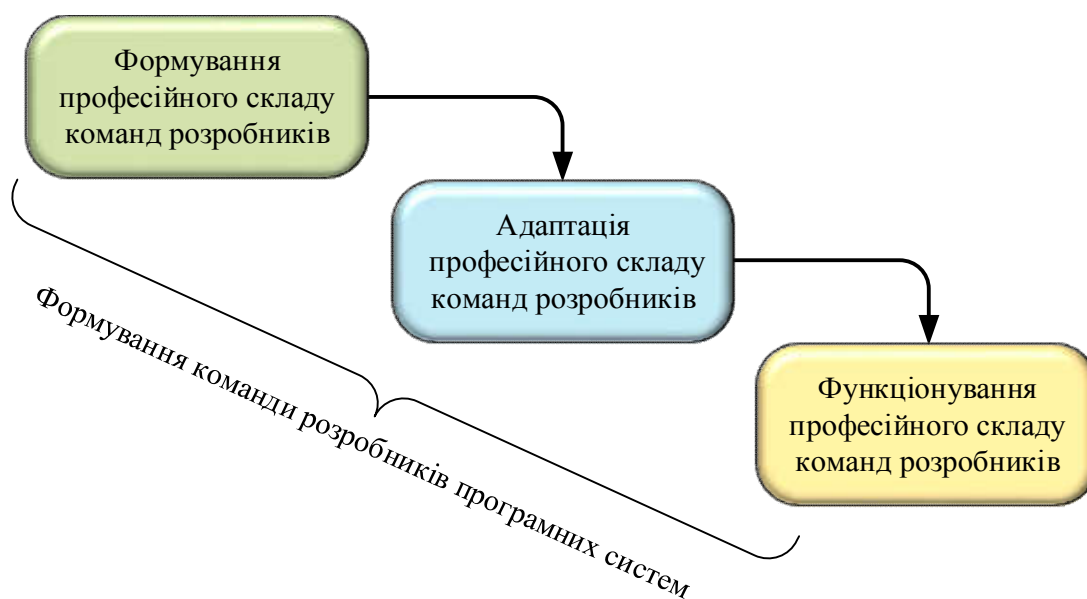 Формування
професійного складу
команд розробників
Адаптація
професійного складу
команд розробників
Функціонування
професійного складу
команд розробників
Формування команди розробників програмних систем